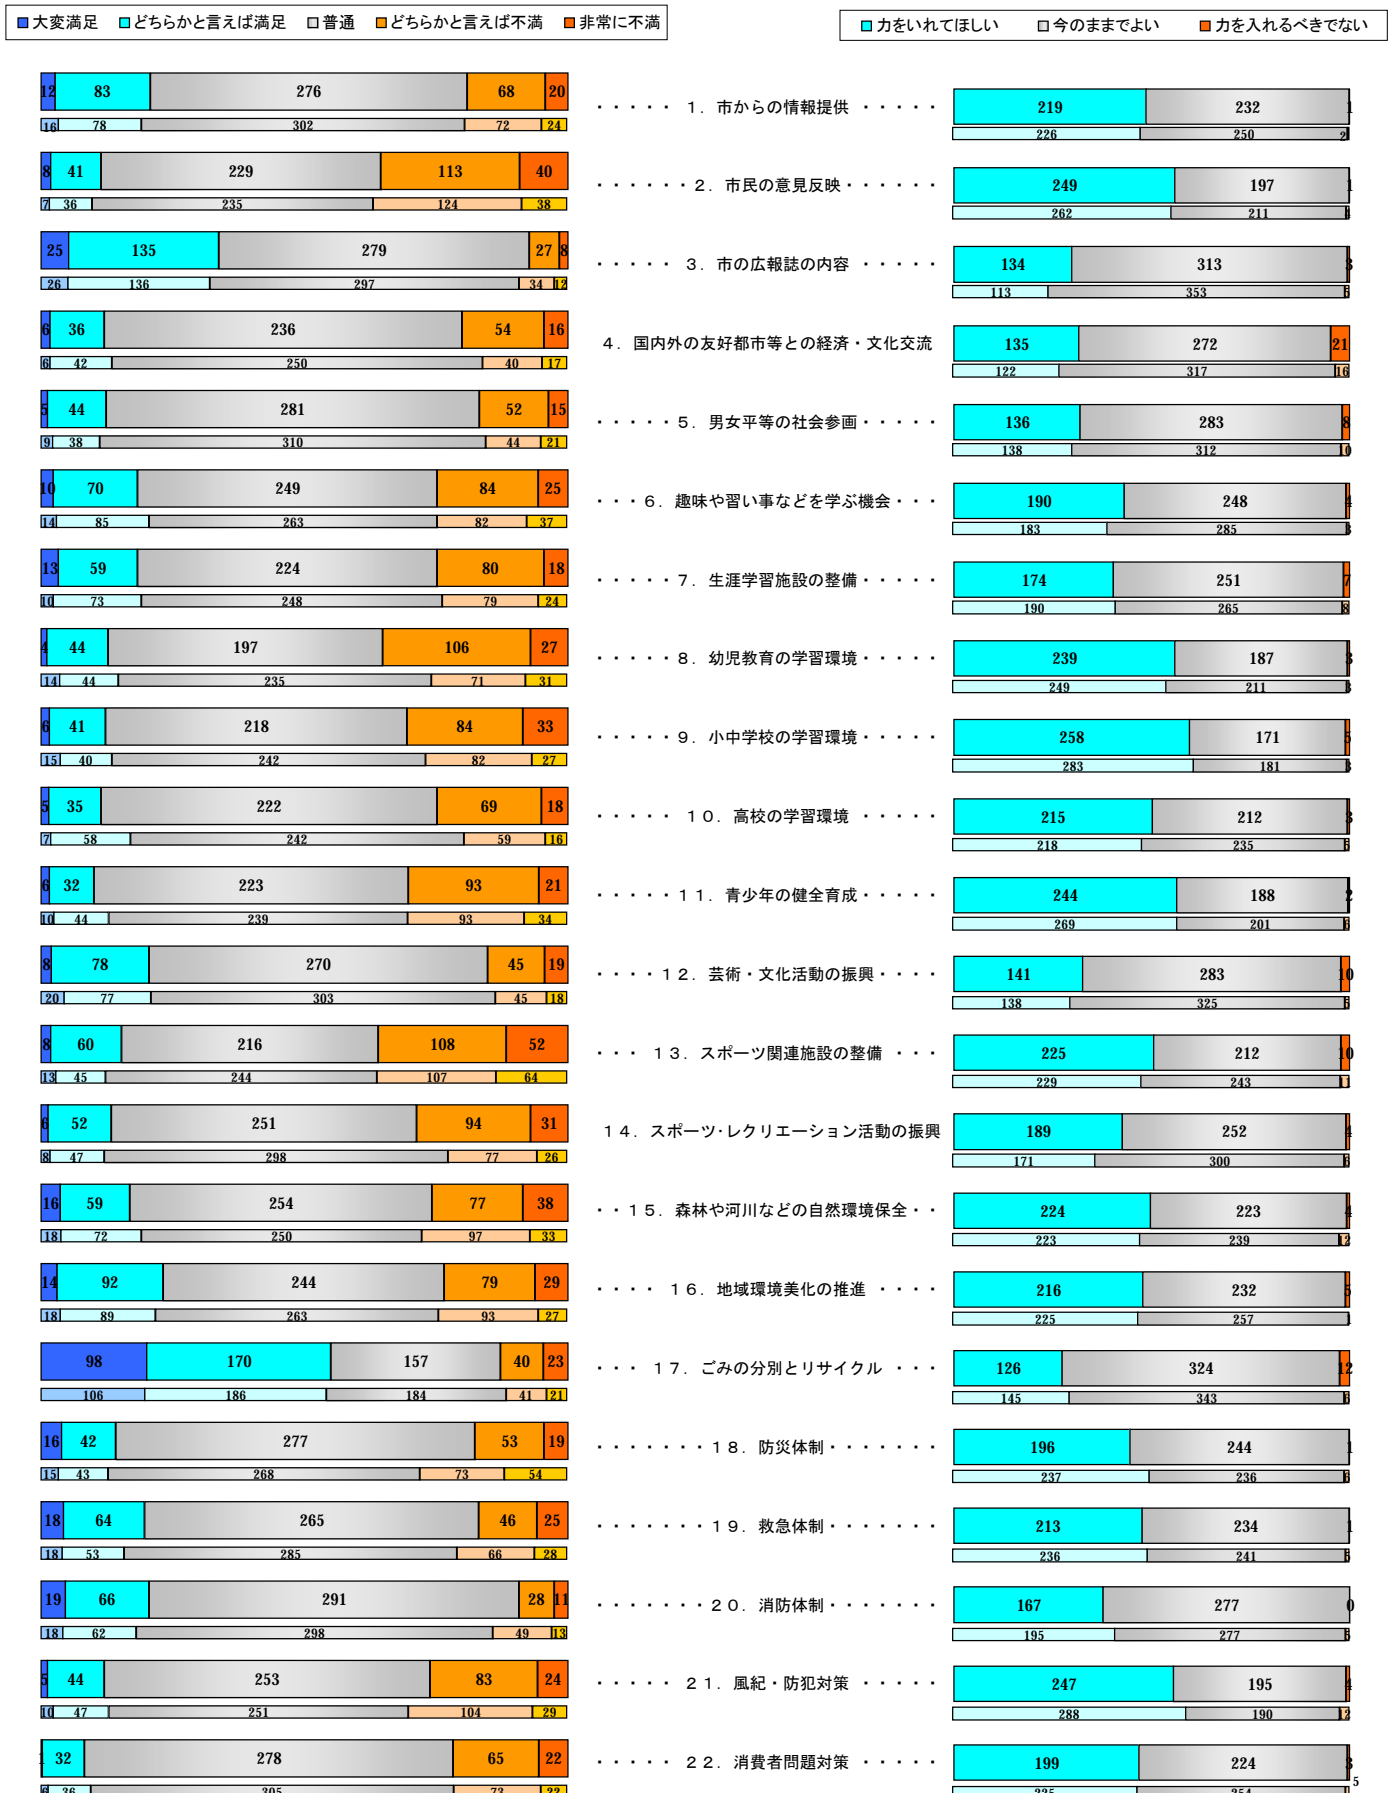 大変満足 どちらかと言えば満足 普通 どちらかと言えば不満 非常に不満
力をいれてほしい 今のままでよい 力を入れるべきでない
12 83 276 68 20 ・・・・・ 1．市からの情報提供 ・・・・・ 219 232 1
16 78 302 72 24 226 250 2
8 41 229 113 40 ・・・・・・2．市民の意見反映・・・・・・ 249 197 1
7 36 235 124 38 262 211 4
25 135 279 27 8 ・・・・・ 3．市の広報誌の内容 ・・・・・ 134 313 3
26 136 297 34 12 113 353 5
6 36 236 54 16 4．国内外の友好都市等との経済・文化交流 135 272 21
6 42 250 40 17 122 317 16
5 44 281 52 15 ・・・・・5．男女平等の社会参画・・・・・ 136 283 8
9 38 310 44 21 138 312 10
10 70 249 84 25 ・・・6．趣味や習い事などを学ぶ機会・・・ 190 248 4
14 85 263 82 37 183 285 3
13 59 224 80 18 ・・・・・7．生涯学習施設の整備・・・・・ 174 251 7
10 73 248 79 24 190 265 8
4 44 197 106 27 ・・・・・8．幼児教育の学習環境・・・・・ 239 187 3
14 44 235 71 31 249 211 3
6 41 218 84 33 ・・・・・9．小中学校の学習環境・・・・・ 258 171 5
15 40 242 82 27 283 181 3
5 35 222 69 18 ・・・・・ 10．高校の学習環境 ・・・・・ 215 212 3
7 58 242 59 16 218 235 5
6 32 223 93 21 ・・・・・11．青少年の健全育成・・・・・ 244 188 2
10 44 239 93 34 269 201 6
8 78 270 45 19 ・・・・12．芸術・文化活動の振興・・・・ 141 283 10
20 77 303 45 18 138 325 5
8 60 216 108 52 ・・・ 13．スポーツ関連施設の整備 ・・・ 225 212 10
13 45 244 107 64 229 243 11
6 52 251 94 31 14．スポーツ・レクリエーション活動の振興 189 252 4
8 47 298 77 26 171 300 6
16 59 254 77 38 ・・15．森林や河川などの自然環境保全・・ 224 223 4
18 72 250 97 33 223 239 12
14 92 244 79 29 ・・・・ 16．地域環境美化の推進 ・・・・ 216 232 5
18 89 263 93 27 225 257 1
98 170 157 40 23 ・・・ 17．ごみの分別とリサイクル ・・・ 126 324 12
106 186 184 41 21 145 343 6
16 42 277 53 19 ・・・・・・・18．防災体制・・・・・・・ 196 244 1
15 43 268 73 54 237 236 6
18 64 265 46 25 ・・・・・・・19．救急体制・・・・・・・ 213 234 1
18 53 285 66 28 236 241 5
19 66 291 28 11 ・・・・・・・20．消防体制・・・・・・・ 167 277 0
18 62 298 49 13 195 277 5
5 44 253 83 24 ・・・・・ 21．風紀・防犯対策 ・・・・・ 247 195 4
10 47 251 104 29 288 190 12
1 32 278 65 22 ・・・・・ 22．消費者問題対策 ・・・・・ 199 224 3
5